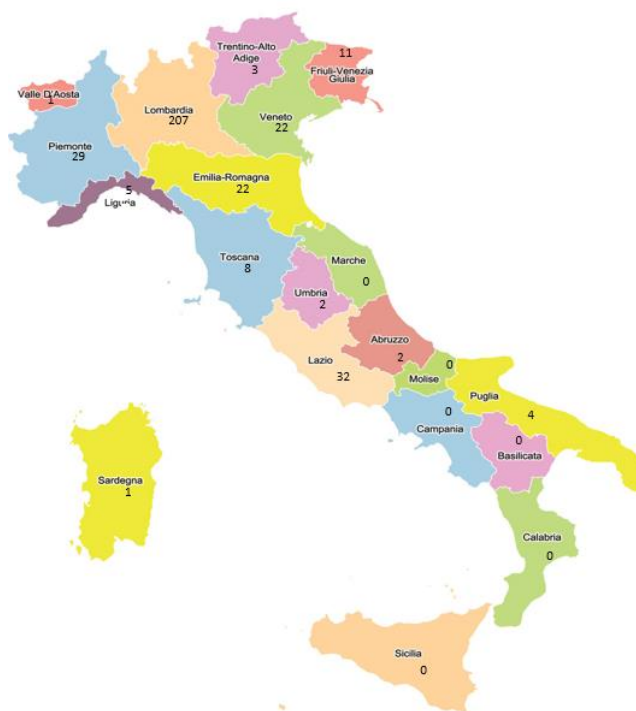 Trentino-Alto
Adige
3
11
Friuli-Venezia
Giulia
Valle D'Aosta
1
Lombardia
207
Veneto
22
Piemonte
29
Emilia-Romagna
22
5
Liguria
Toscana
8
Marche
0
Umbria
2
Abruzzo
2
Lazio
32
0
Molise
Puglia
4
0
Campania
0
Basilicata
Sardegna
1
Calabria
0
Sicilia
0